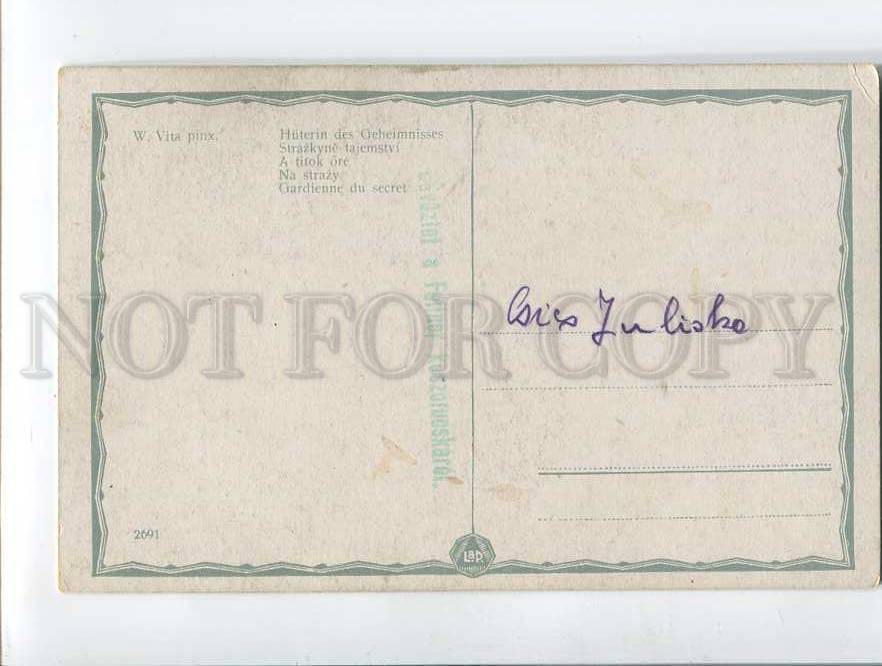 W. Vita pinx.
Hüterin des Geheimnisses
Strážkyně tajemství
A titok őre
Na straży
Gardienne du secret
Juliska
NOT FOR COPY
2691
L&P